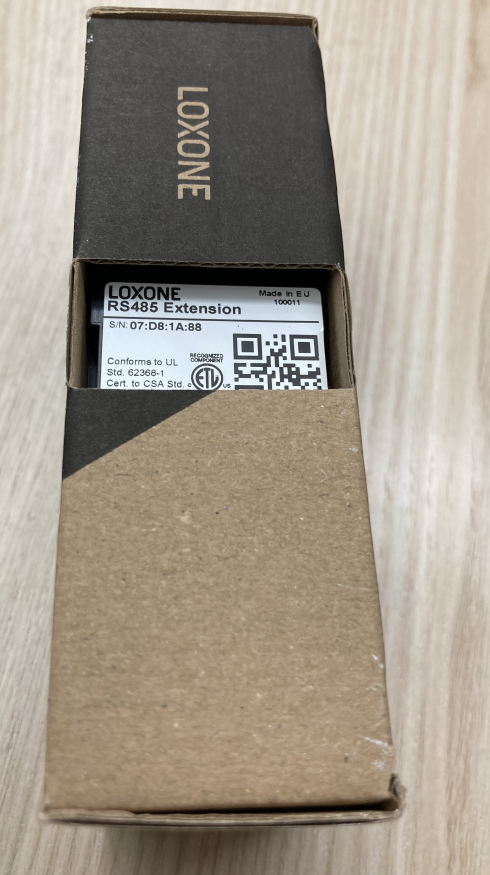 LOXONE
LOXONE
RS485 Extension
Made in EU
100011
S/N: 07:D8:1A:88
Conforms to UL
Std. 62368-1
Cert. to CSA Std.
RECOGNIZED
COMPONENT
c ETL us